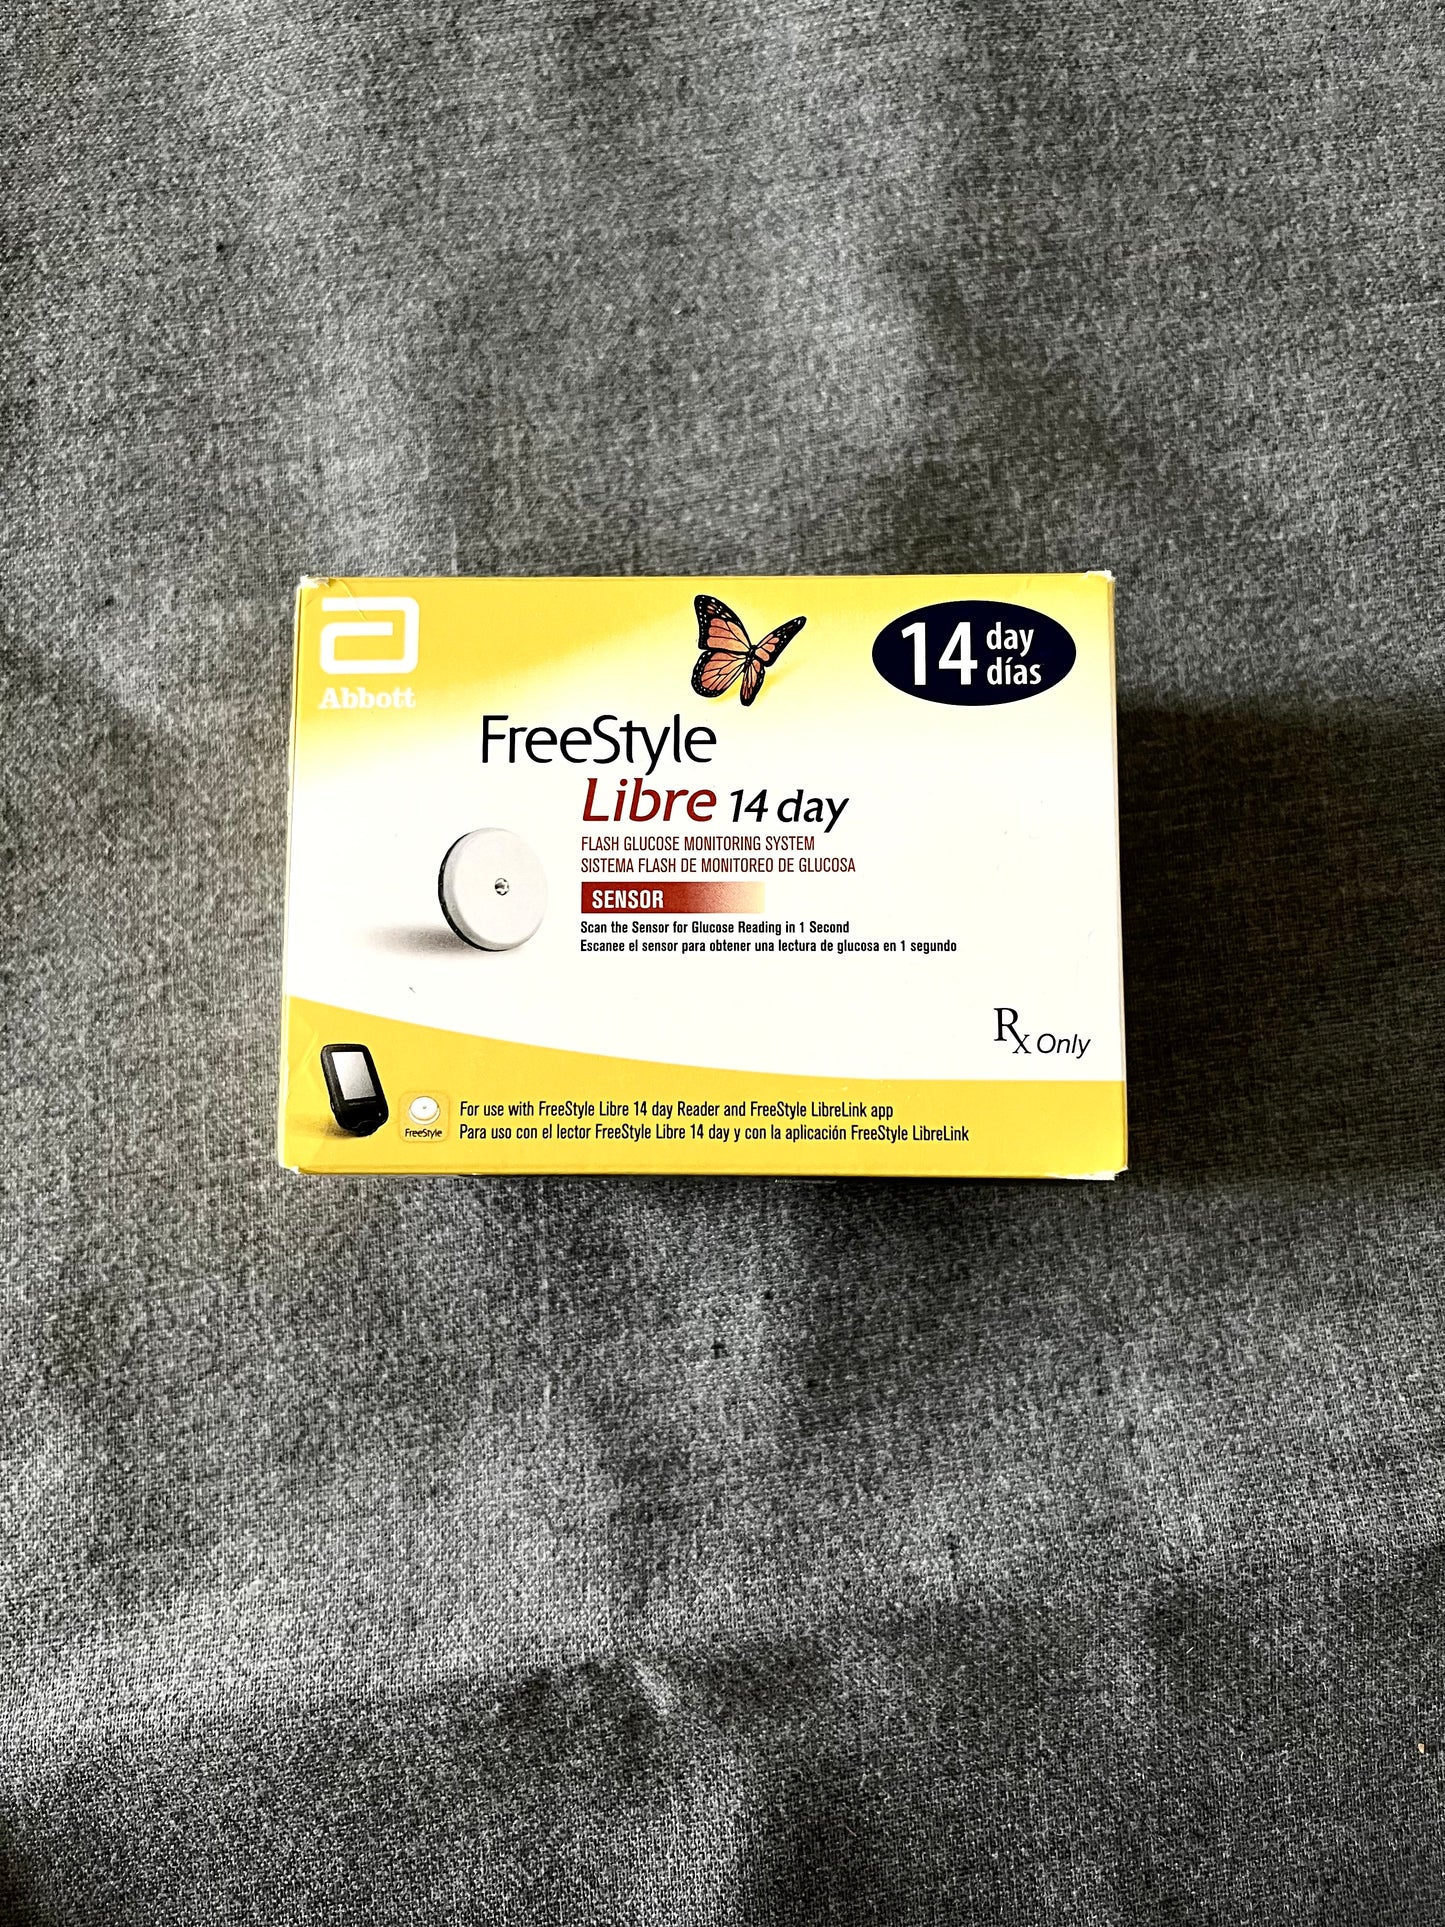 Abbott
14 day
días
FreeStyle
Libre 14 day
FLASH GLUCOSE MONITORING SYSTEM
SISTEMA FLASH DE MONITOREO DE GLUCOSA
SENSOR
Scan the Sensor for Glucose Reading in 1 Second
Escanee el sensor para obtener una lectura de glucosa en 1 segundo
Rx Only
FreeStyle
For use with FreeStyle Libre 14 day Reader and FreeStyle LibreLink app
Para uso con el lector FreeStyle Libre 14 day y con la aplicación FreeStyle LibreLink